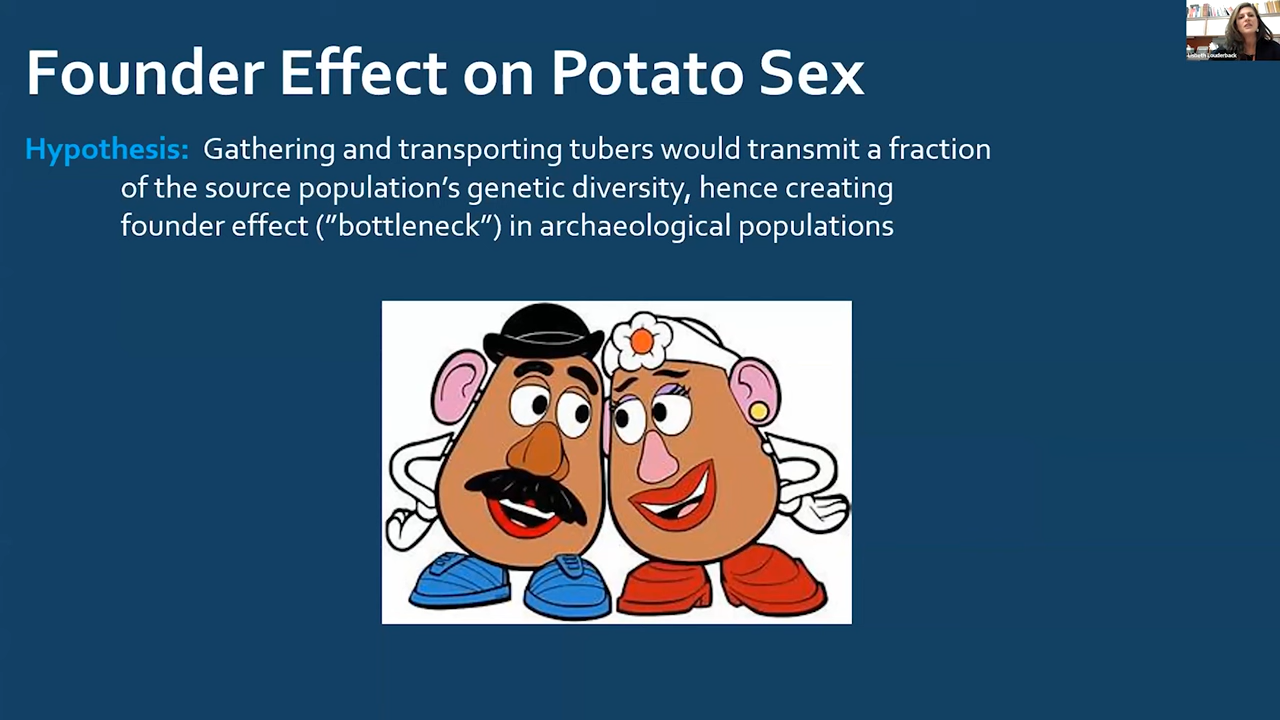 Founder Effect on Potato Sex
Hypothesis: Gathering and transporting tubers would transmit a fraction
of the source population's genetic diversity, hence creating
founder effect ("bottleneck") in archaeological populations
Louderback